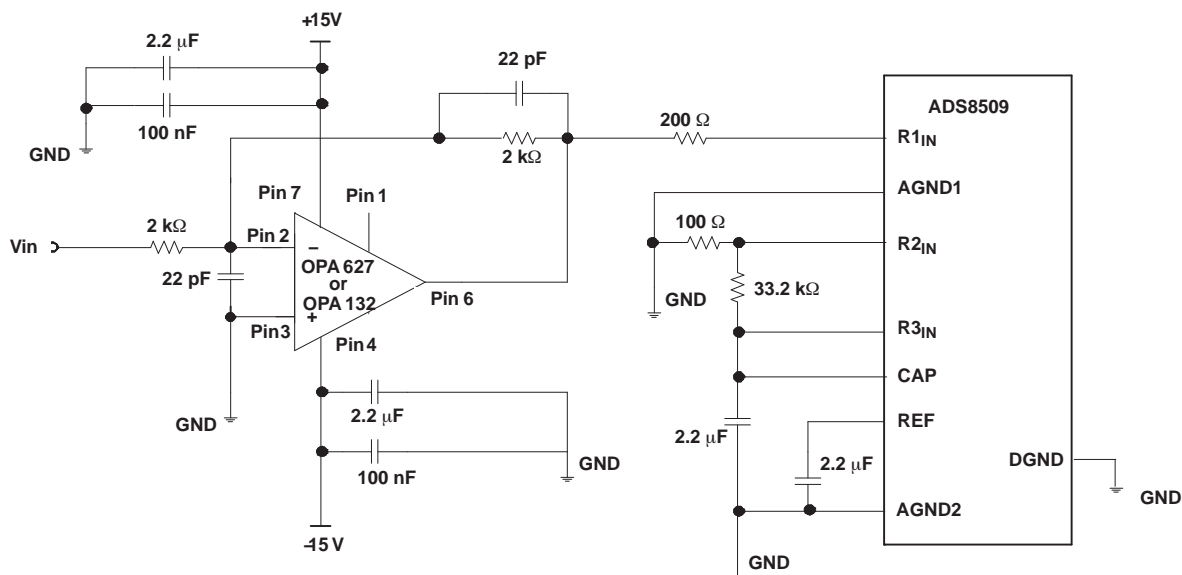 +15V
2.2 μF
22 pF
ADS8509
100 nF
200 Ω
R1IN
GND
2 kΩ
Pin 7
Pin 1
AGND1
2 kΩ
100 Ω
Vin
Pin 2
–
R2IN
OPA 627
22 pF
or
Pin 6
33.2 kΩ
OPA 132
GND
Pin3
+
R3IN
Pin 4
CAP
2.2 μF
REF
GND
2.2 μF
2.2 μF
GND
DGND
100 nF
GND
AGND2
–15 V
GND